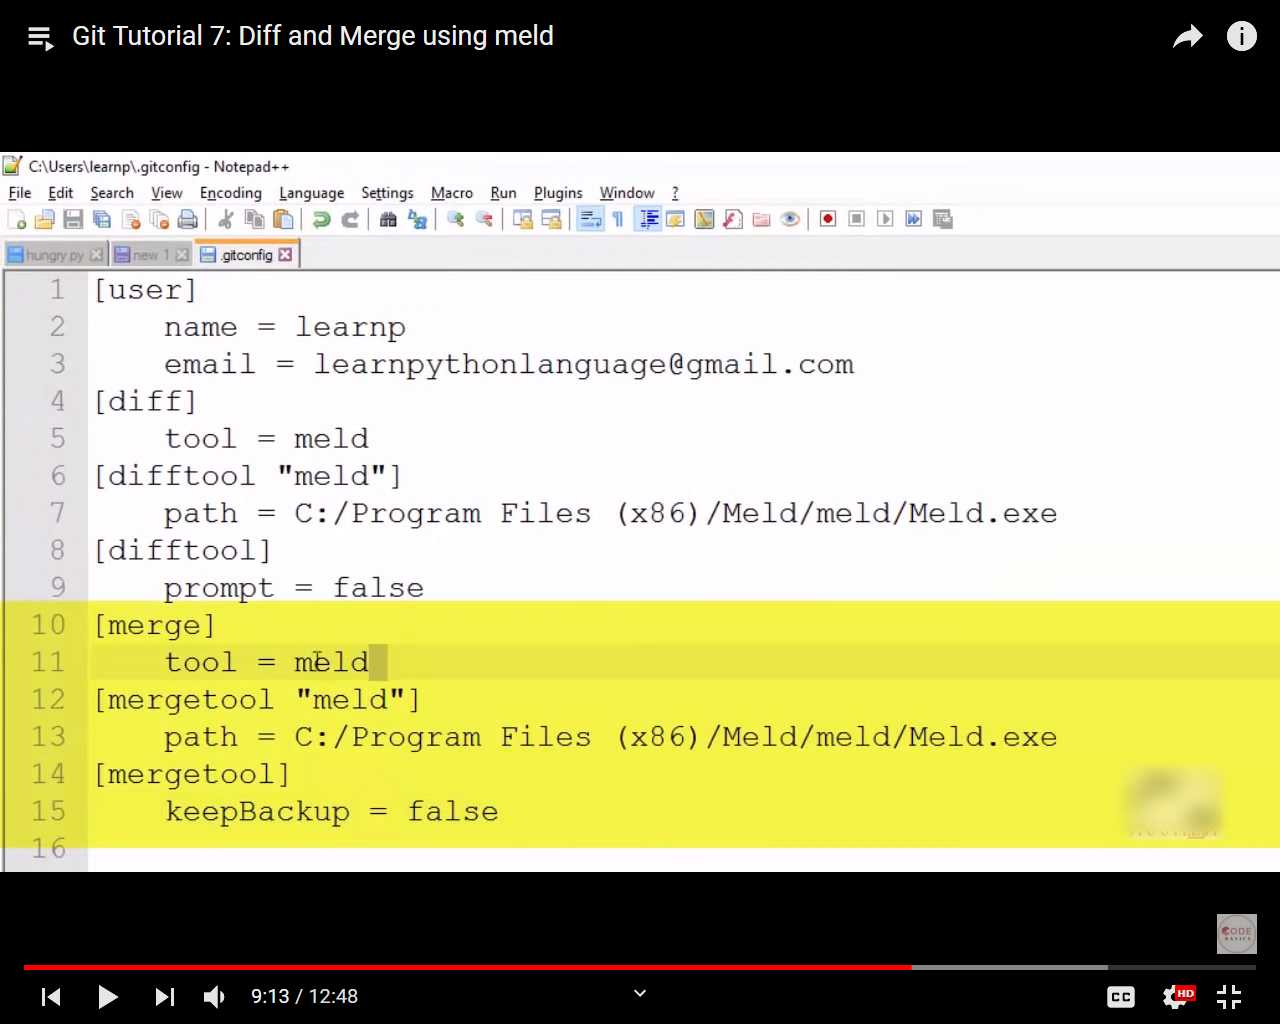 Git Tutorial 7: Diff and Merge using meld
C:\Users\learnp\.gitconfig - Notepad++
File Edit Search View Encoding Language Settings Macro Run Plugins Window ?
hungry.py new 1 .gitconfig
1 [user]
2 name = learnp
3 email = learnpythonlanguage@gmail.com
4 [diff]
5 tool = meld
6 [difftool "meld"]
7 path = C:/Program Files (x86)/Meld/meld/Meld.exe
8 [difftool]
9 prompt = false
10 [merge]
11 tool = meld
12 [mergetool "meld"]
13 path = C:/Program Files (x86)/Meld/meld/Meld.exe
14 [mergetool]
15 keepBackup = false
16
CODE
BASICS
9:13 / 12:48
CC
HD